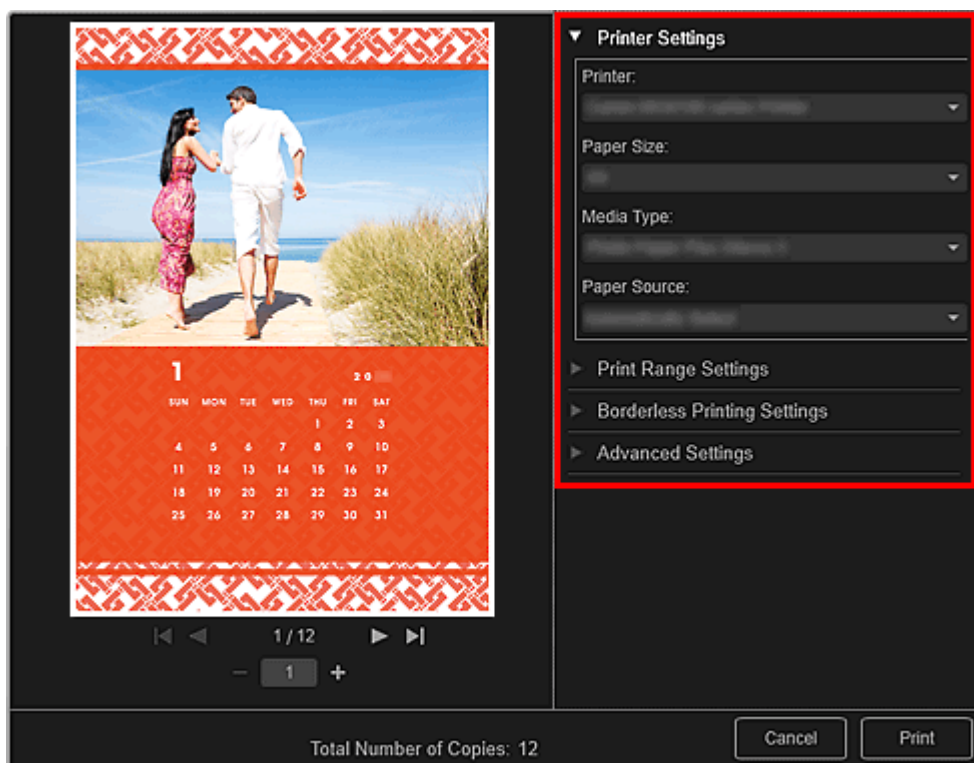 Printer Settings
Printer:
Paper Size:
Media Type:
Paper Source:
Print Range Settings
Borderless Printing Settings
Advanced Settings
1 20
SUN MON TUE WED THU FRI SAT
1 2 3
4 5 6 7 8 9 10
11 12 13 14 15 16 17
18 19 20 21 22 23 24
25 26 27 28 29 30 31
1 / 12
1
Total Number of Copies: 12
Cancel
Print